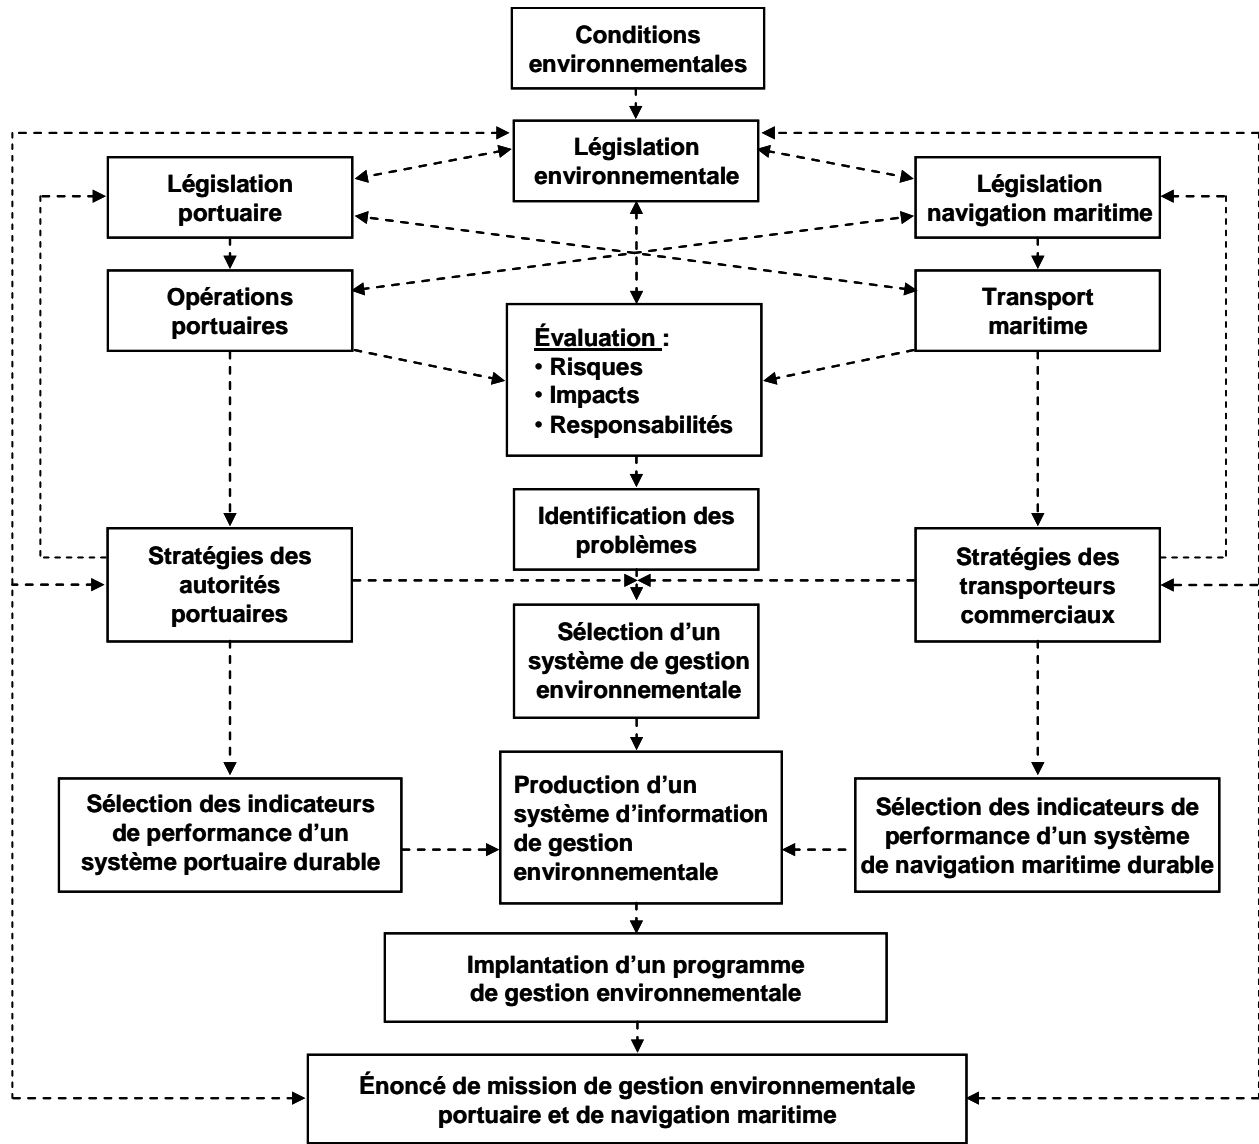 Conditions
environnementales
Législation
environnementale
Législation
portuaire
Législation
navigation maritime
Opérations
portuaires
Transport
maritime
Évaluation :
• Risques
• Impacts
• Responsabilités
Identification des
problèmes
Stratégies des
autorités
portuaires
Stratégies des
transporteurs
commerciaux
Sélection d’un
système de gestion
environnementale
Sélection des indicateurs
de performance d’un
système portuaire durable
Production d’un
système d’information
de gestion
environnementale
Sélection des indicateurs de
performance d’un système
de navigation maritime durable
Implantation d’un programme
de gestion environnementale
Énoncé de mission de gestion environnementale
portuaire et de navigation maritime